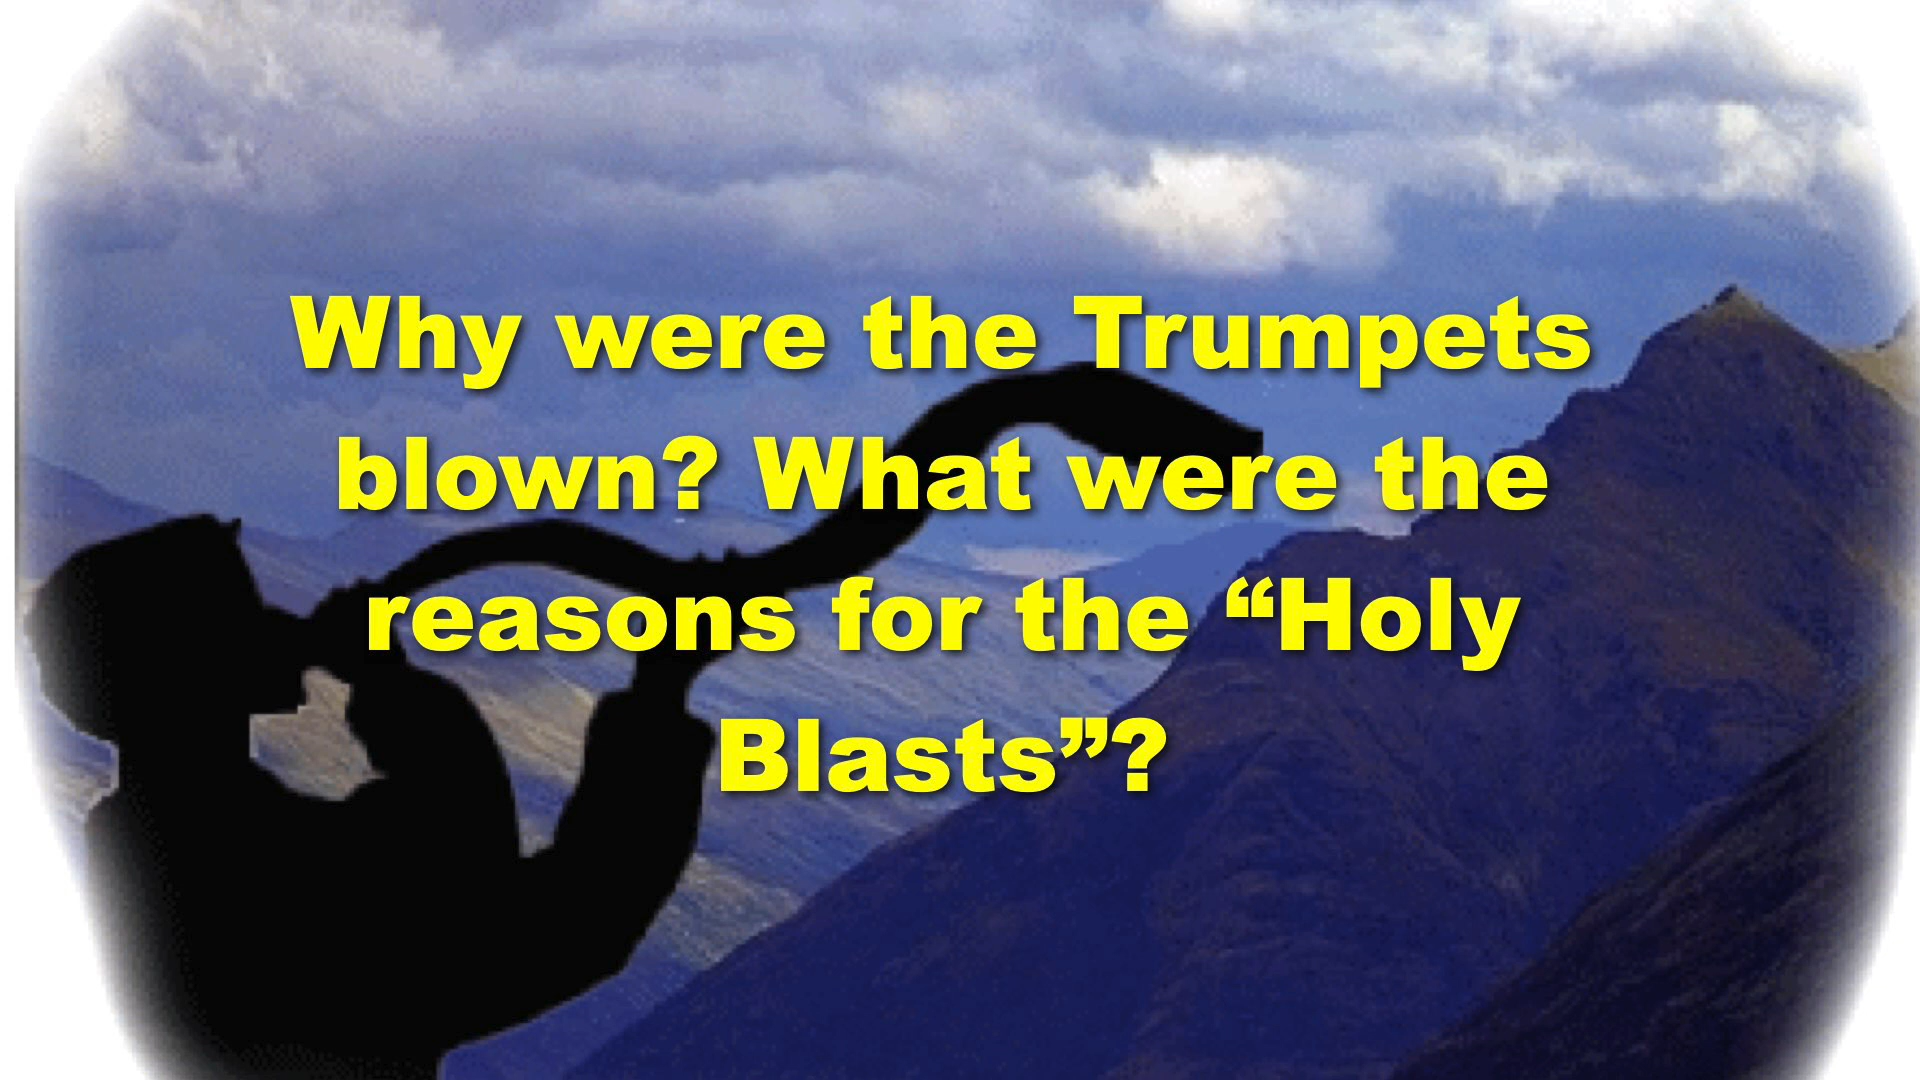 Why were the Trumpets
blown? What were the
reasons for the “Holy
Blasts”?